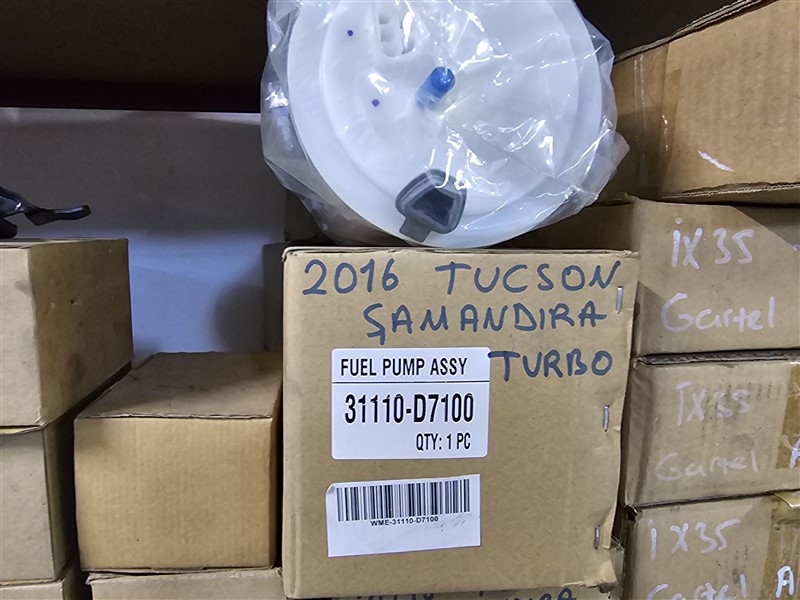 2016 TUCSON
ŞAMANDIRA
TURBO
FUEL PUMP ASSY
31110-D7100
QTY: 1 PC
WME-31110-D7100
ix35
Gartel
ix35
Gartel
ix35